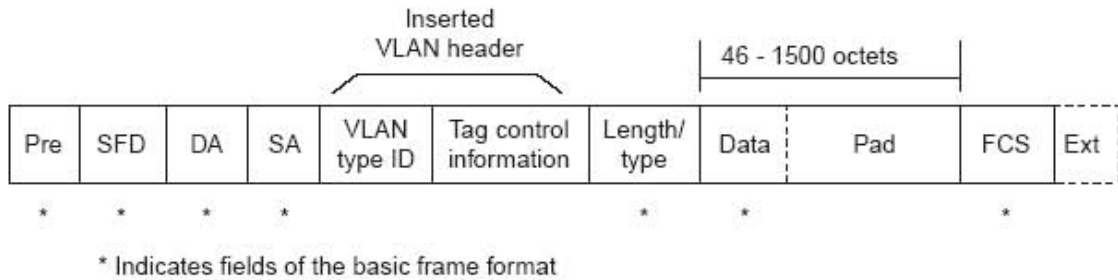 Inserted
VLAN header
46 - 1500 octets
Pre SFD DA SA VLAN type ID Tag control information Length/ type Data Pad FCS Ext
* * * * * * *
* Indicates fields of the basic frame format